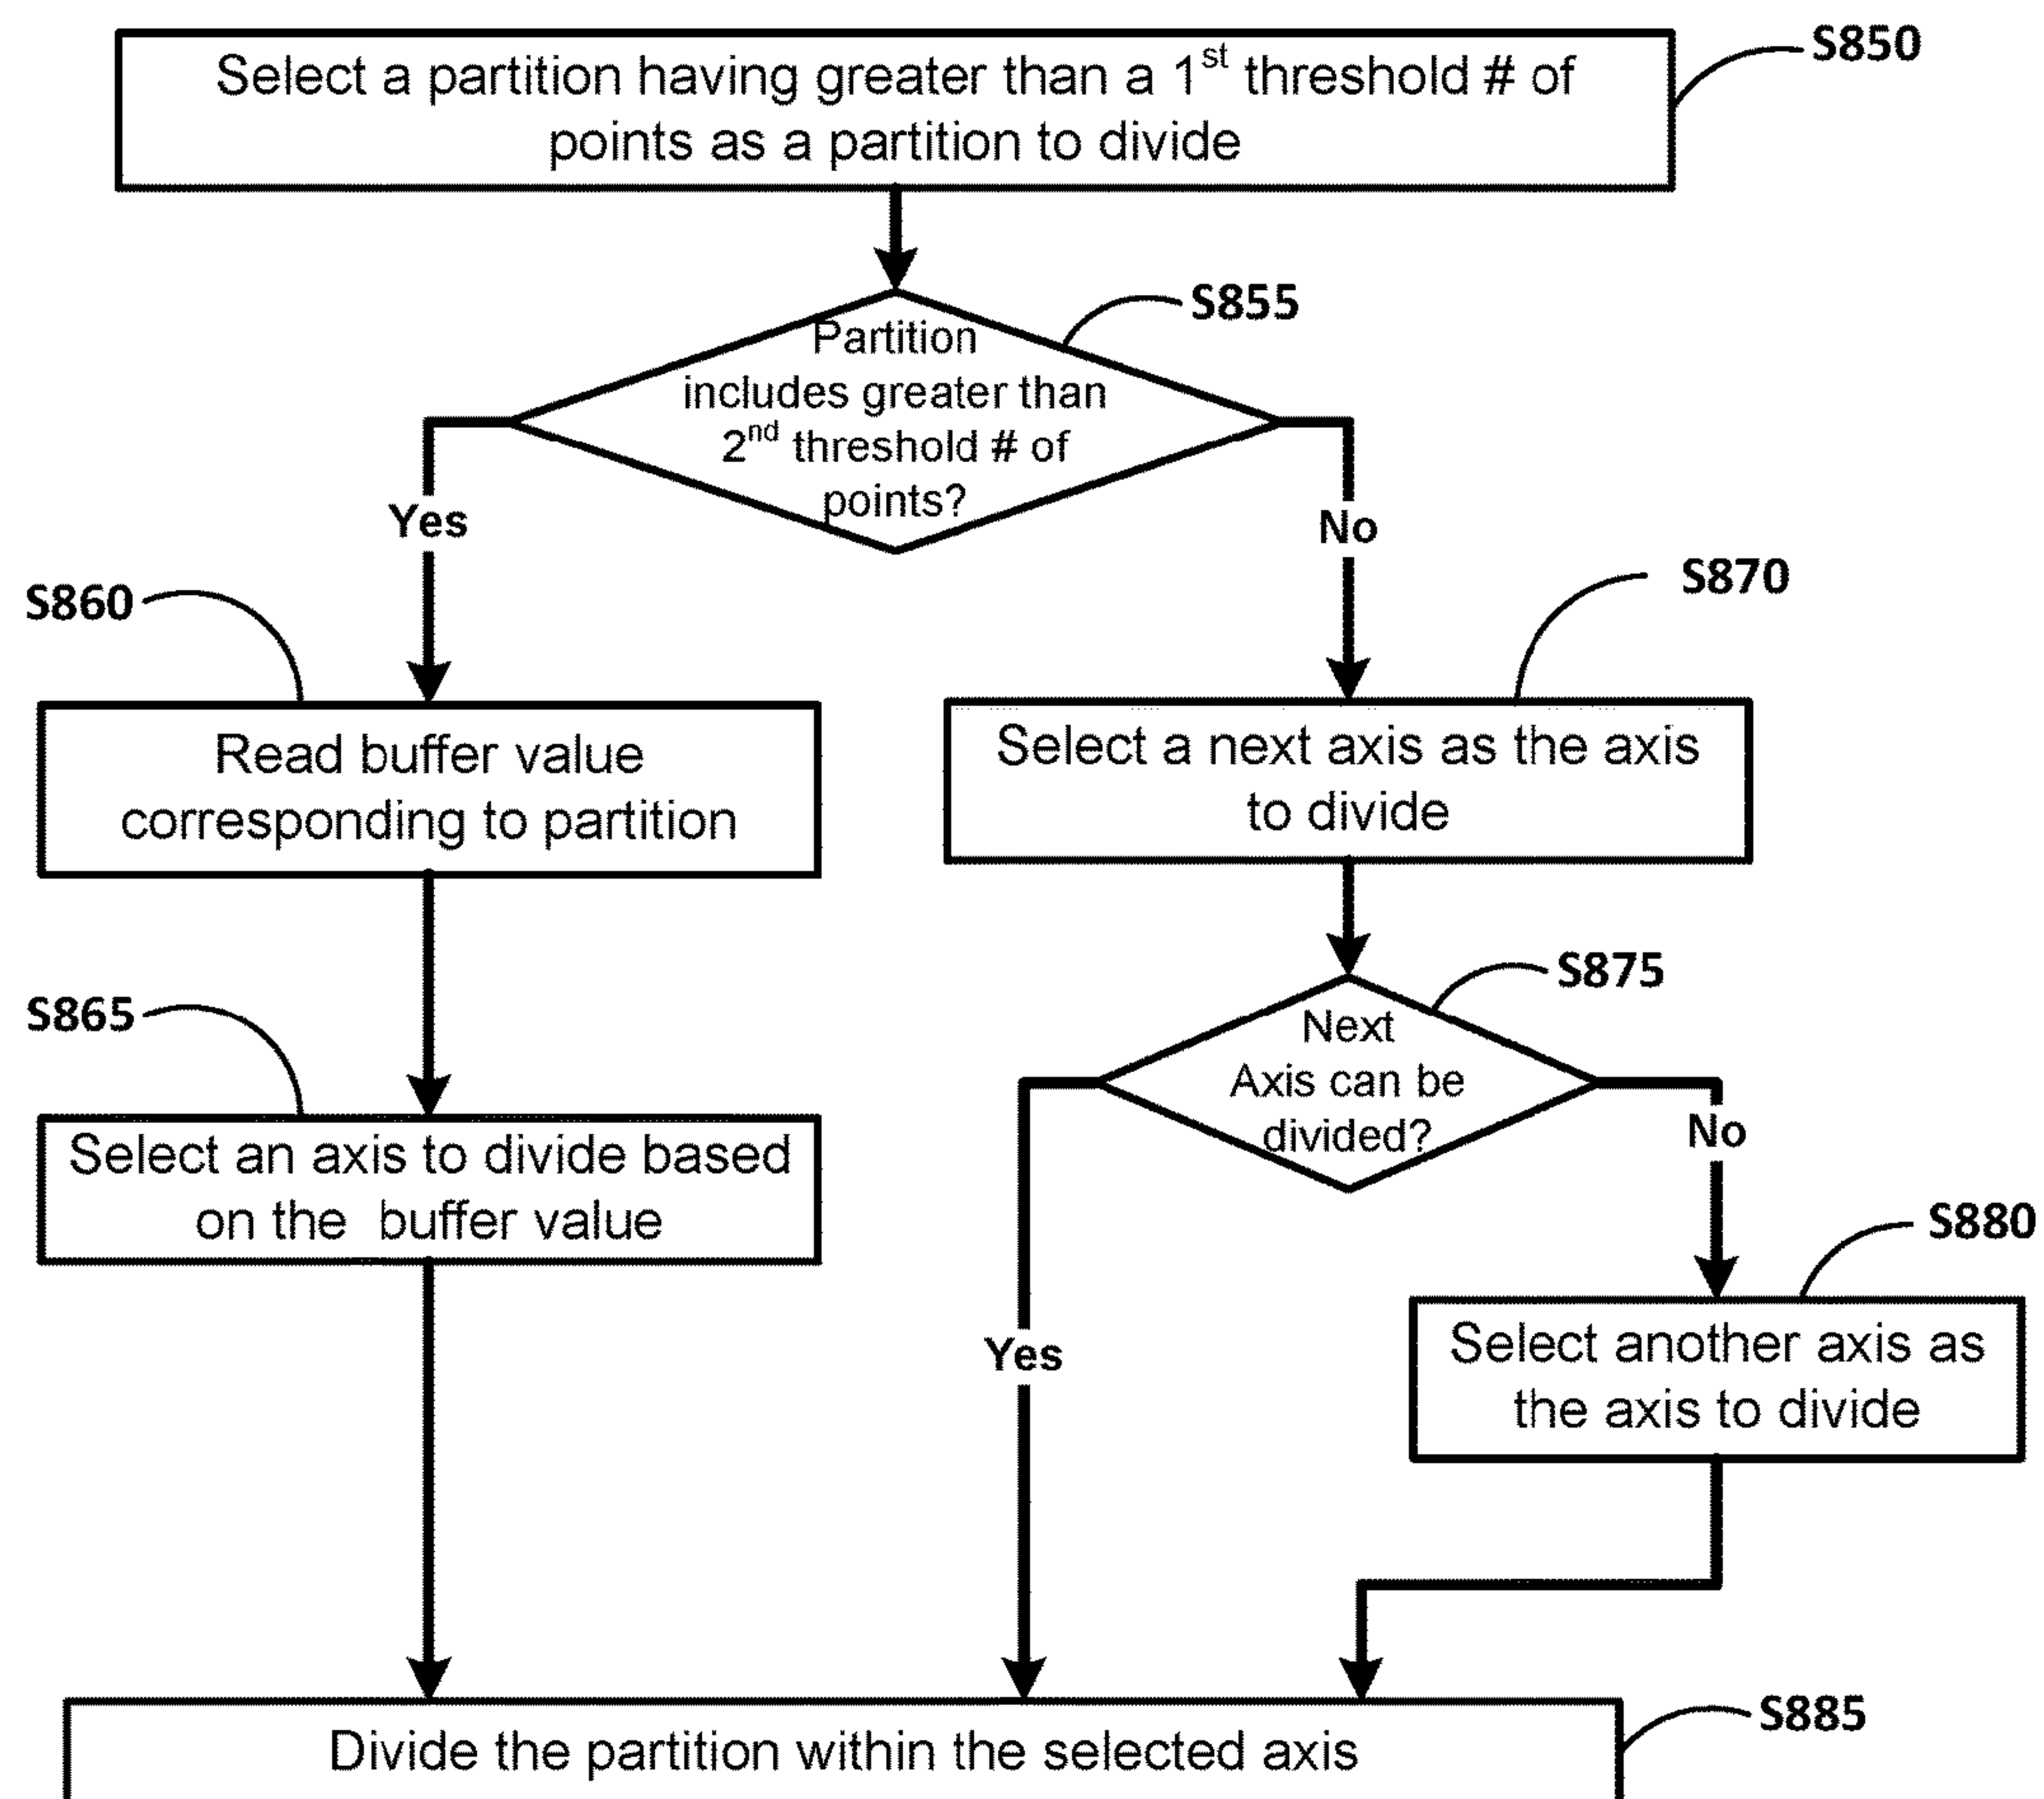 Select a partition having greater than a 1st threshold # of
points as a partition to divide
S850
Partition
includes greater than
2nd threshold # of
points?
S855
Yes
No
S860
Read buffer value
corresponding to partition
S870
Select a next axis as the axis
to divide
S865
Select an axis to divide based
on the buffer value
S875
Next
Axis can be
divided?
Yes
No
S880
Select another axis as
the axis to divide
Divide the partition within the selected axis
S885